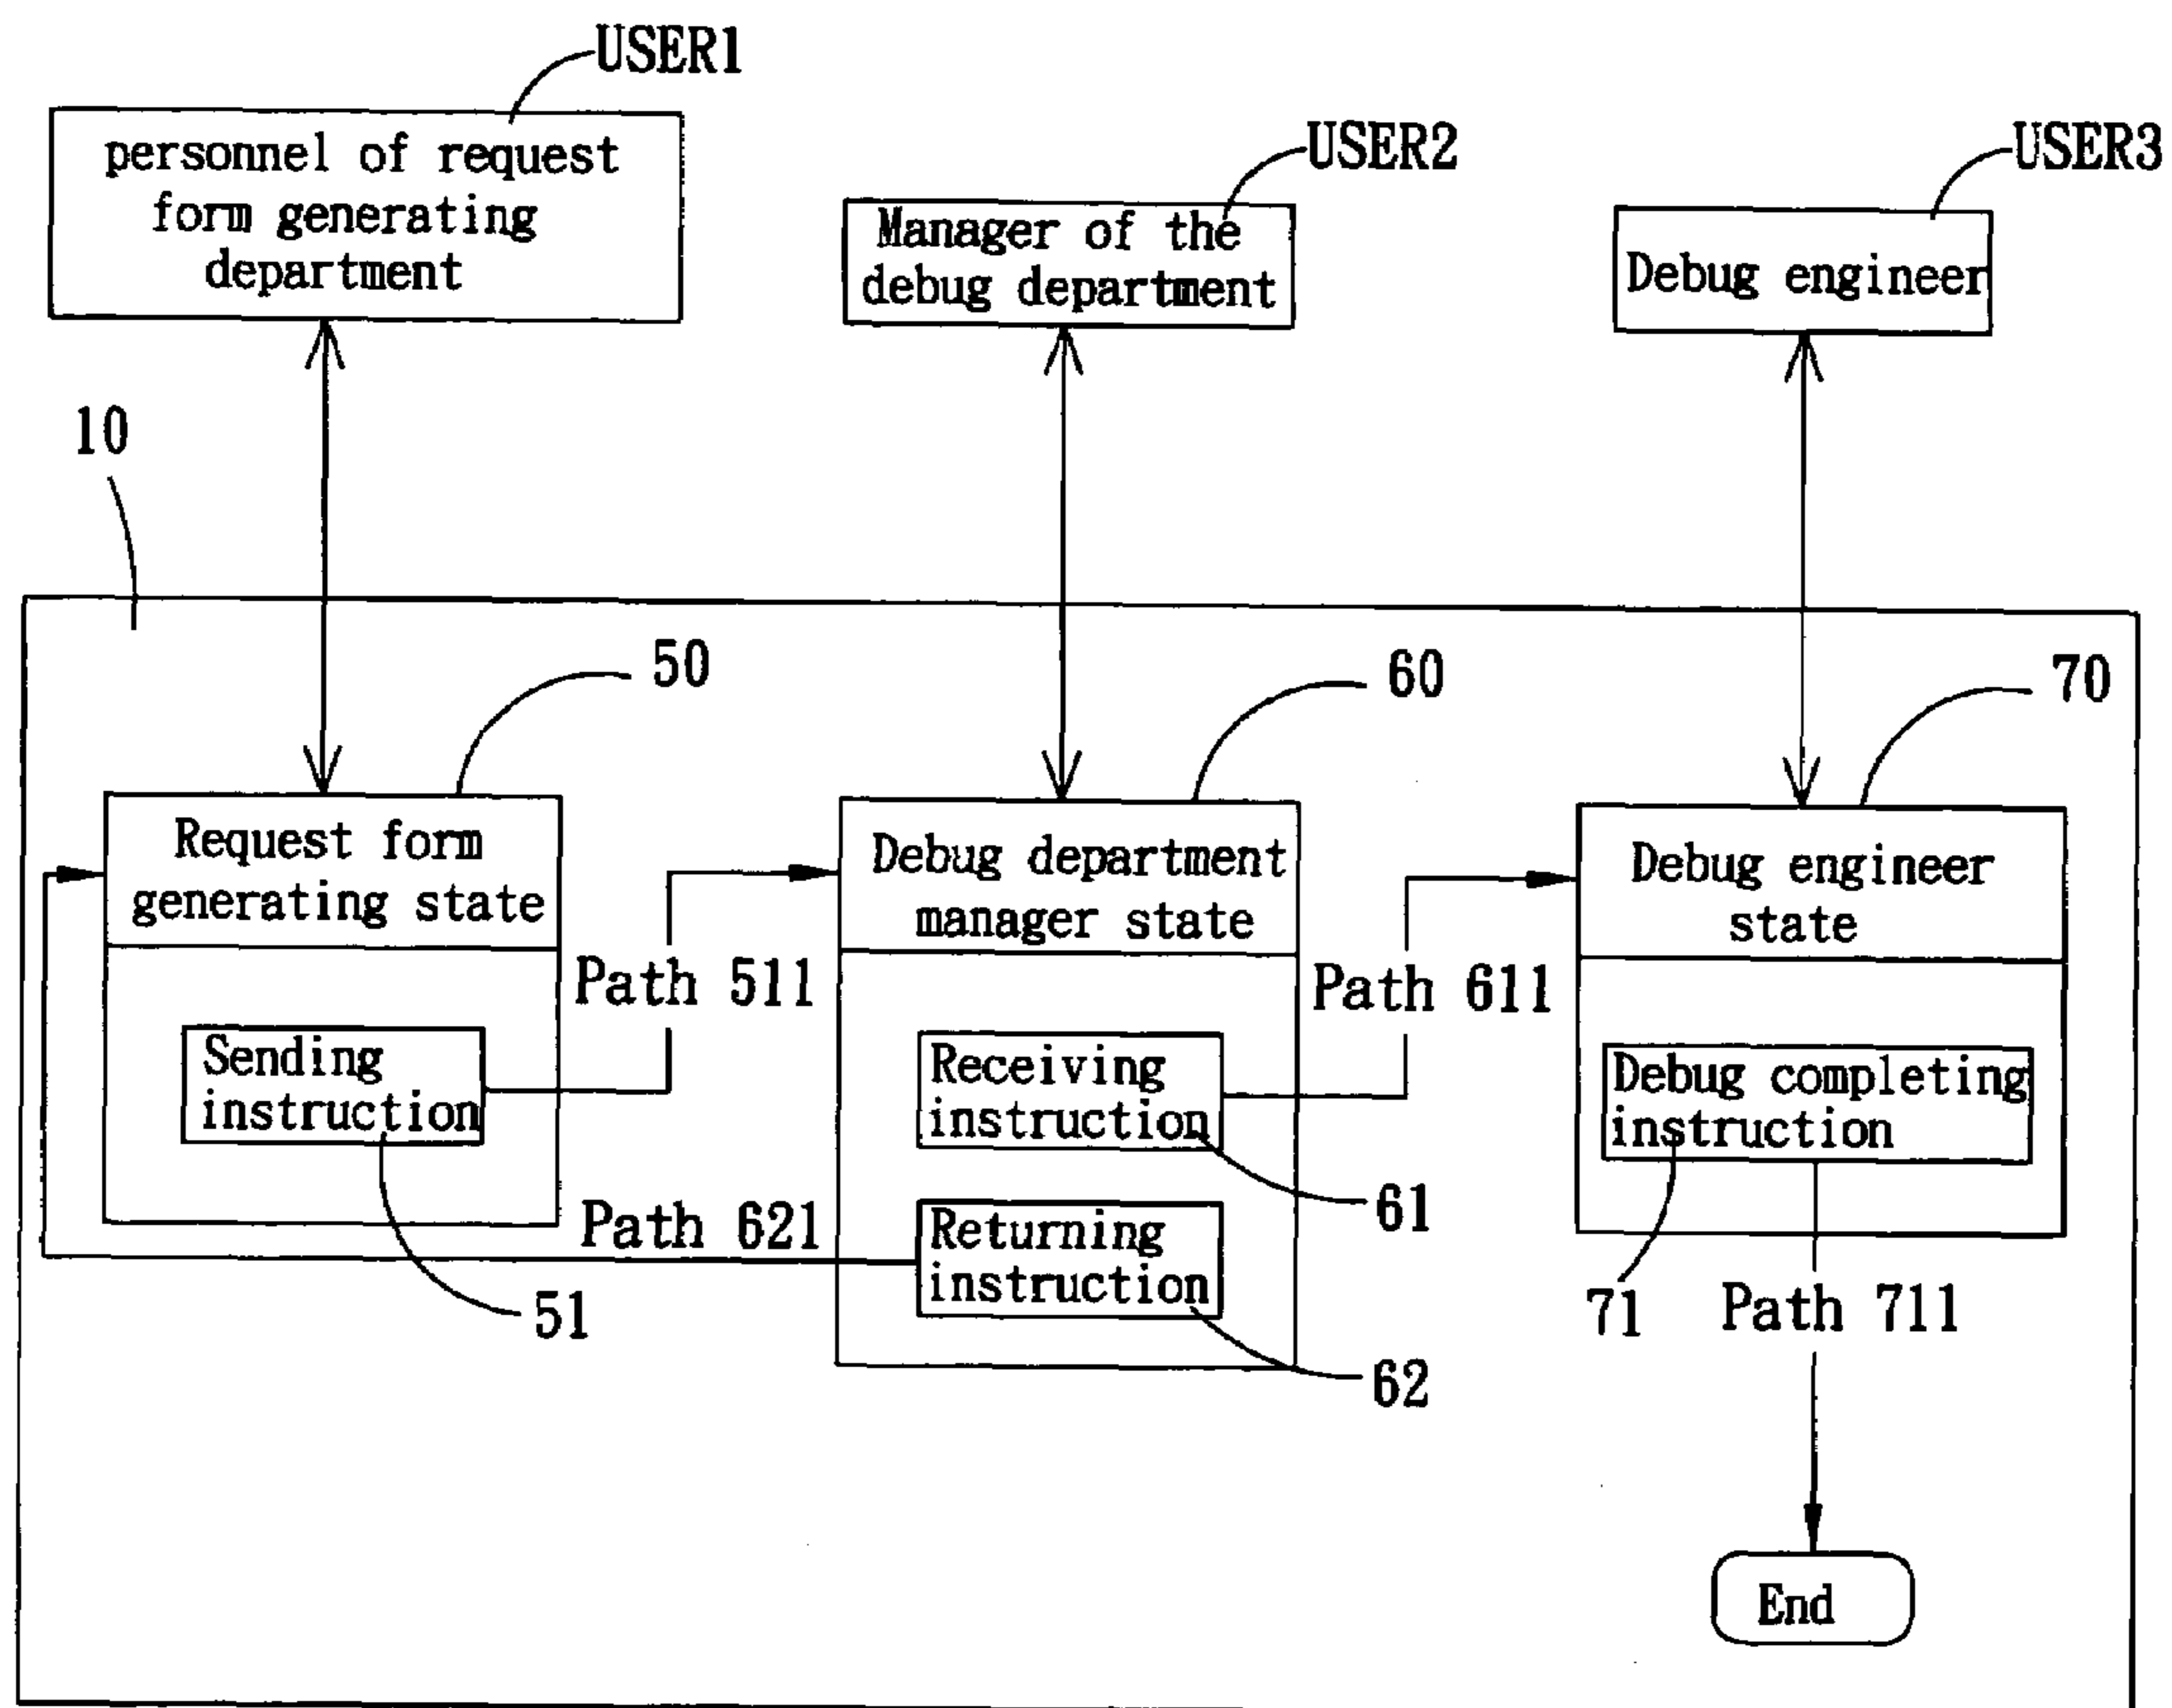 USER1
personnel of request
form generating
department
USER2
Manager of the
debug department
USER3
Debug engineer
10
50
60
70
Request form
generating state
Debug department
manager state
Debug engineer
state
Path 511
Path 611
Sending
instruction
Receiving
instruction
Debug completing
instruction
61
Path 621
Returning
instruction
51
62
71
Path 711
End